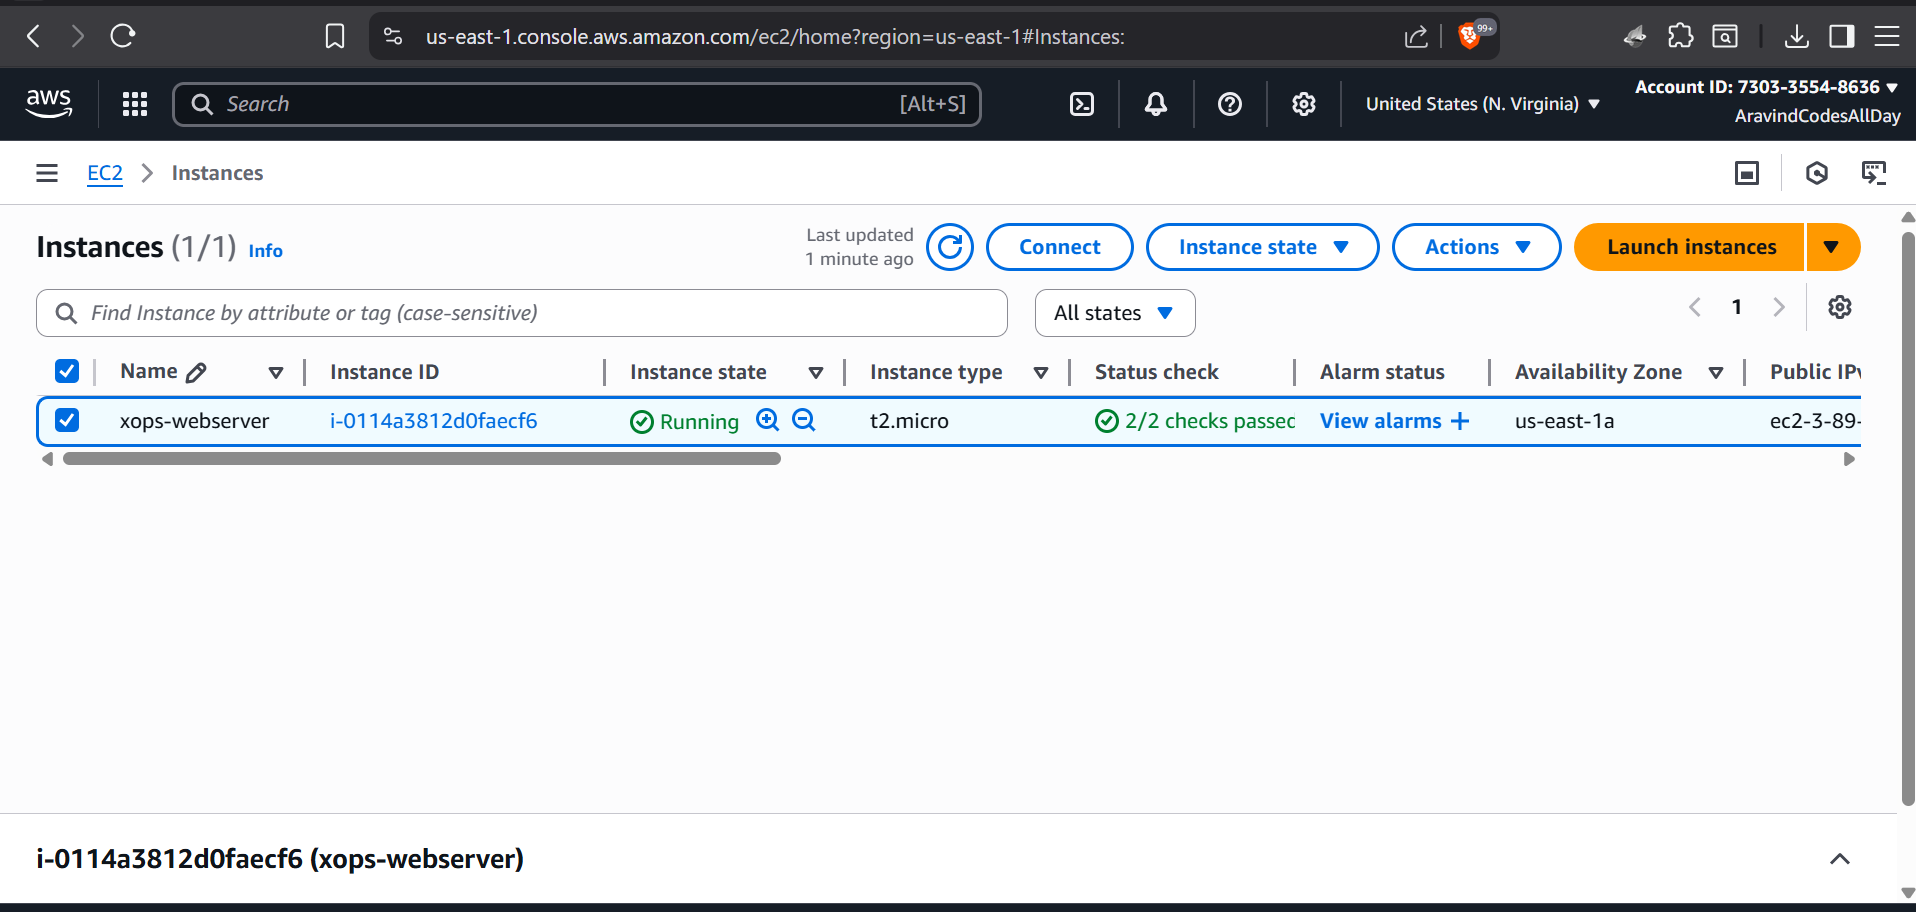 us-east-1.console.aws.amazon.com/ec2/home?region=us-east-1#Instances:
99+
aws
Search
[Alt+S]
United States (N. Virginia)
Account ID: 7303-3554-8636
AravindCodesAllDay
EC2
Instances
Instances (1/1) Info
Last updated
1 minute ago
Connect
Instance state
Actions
Launch instances
Find Instance by attribute or tag (case-sensitive)
All states
1
Name
Instance ID
Instance state
Instance type
Status check
Alarm status
Availability Zone
Public IPv
xops-webserver
i-0114a3812d0faecf6
Running
t2.micro
2/2 checks passed
View alarms +
us-east-1a
ec2-3-89-
i-0114a3812d0faecf6 (xops-webserver)